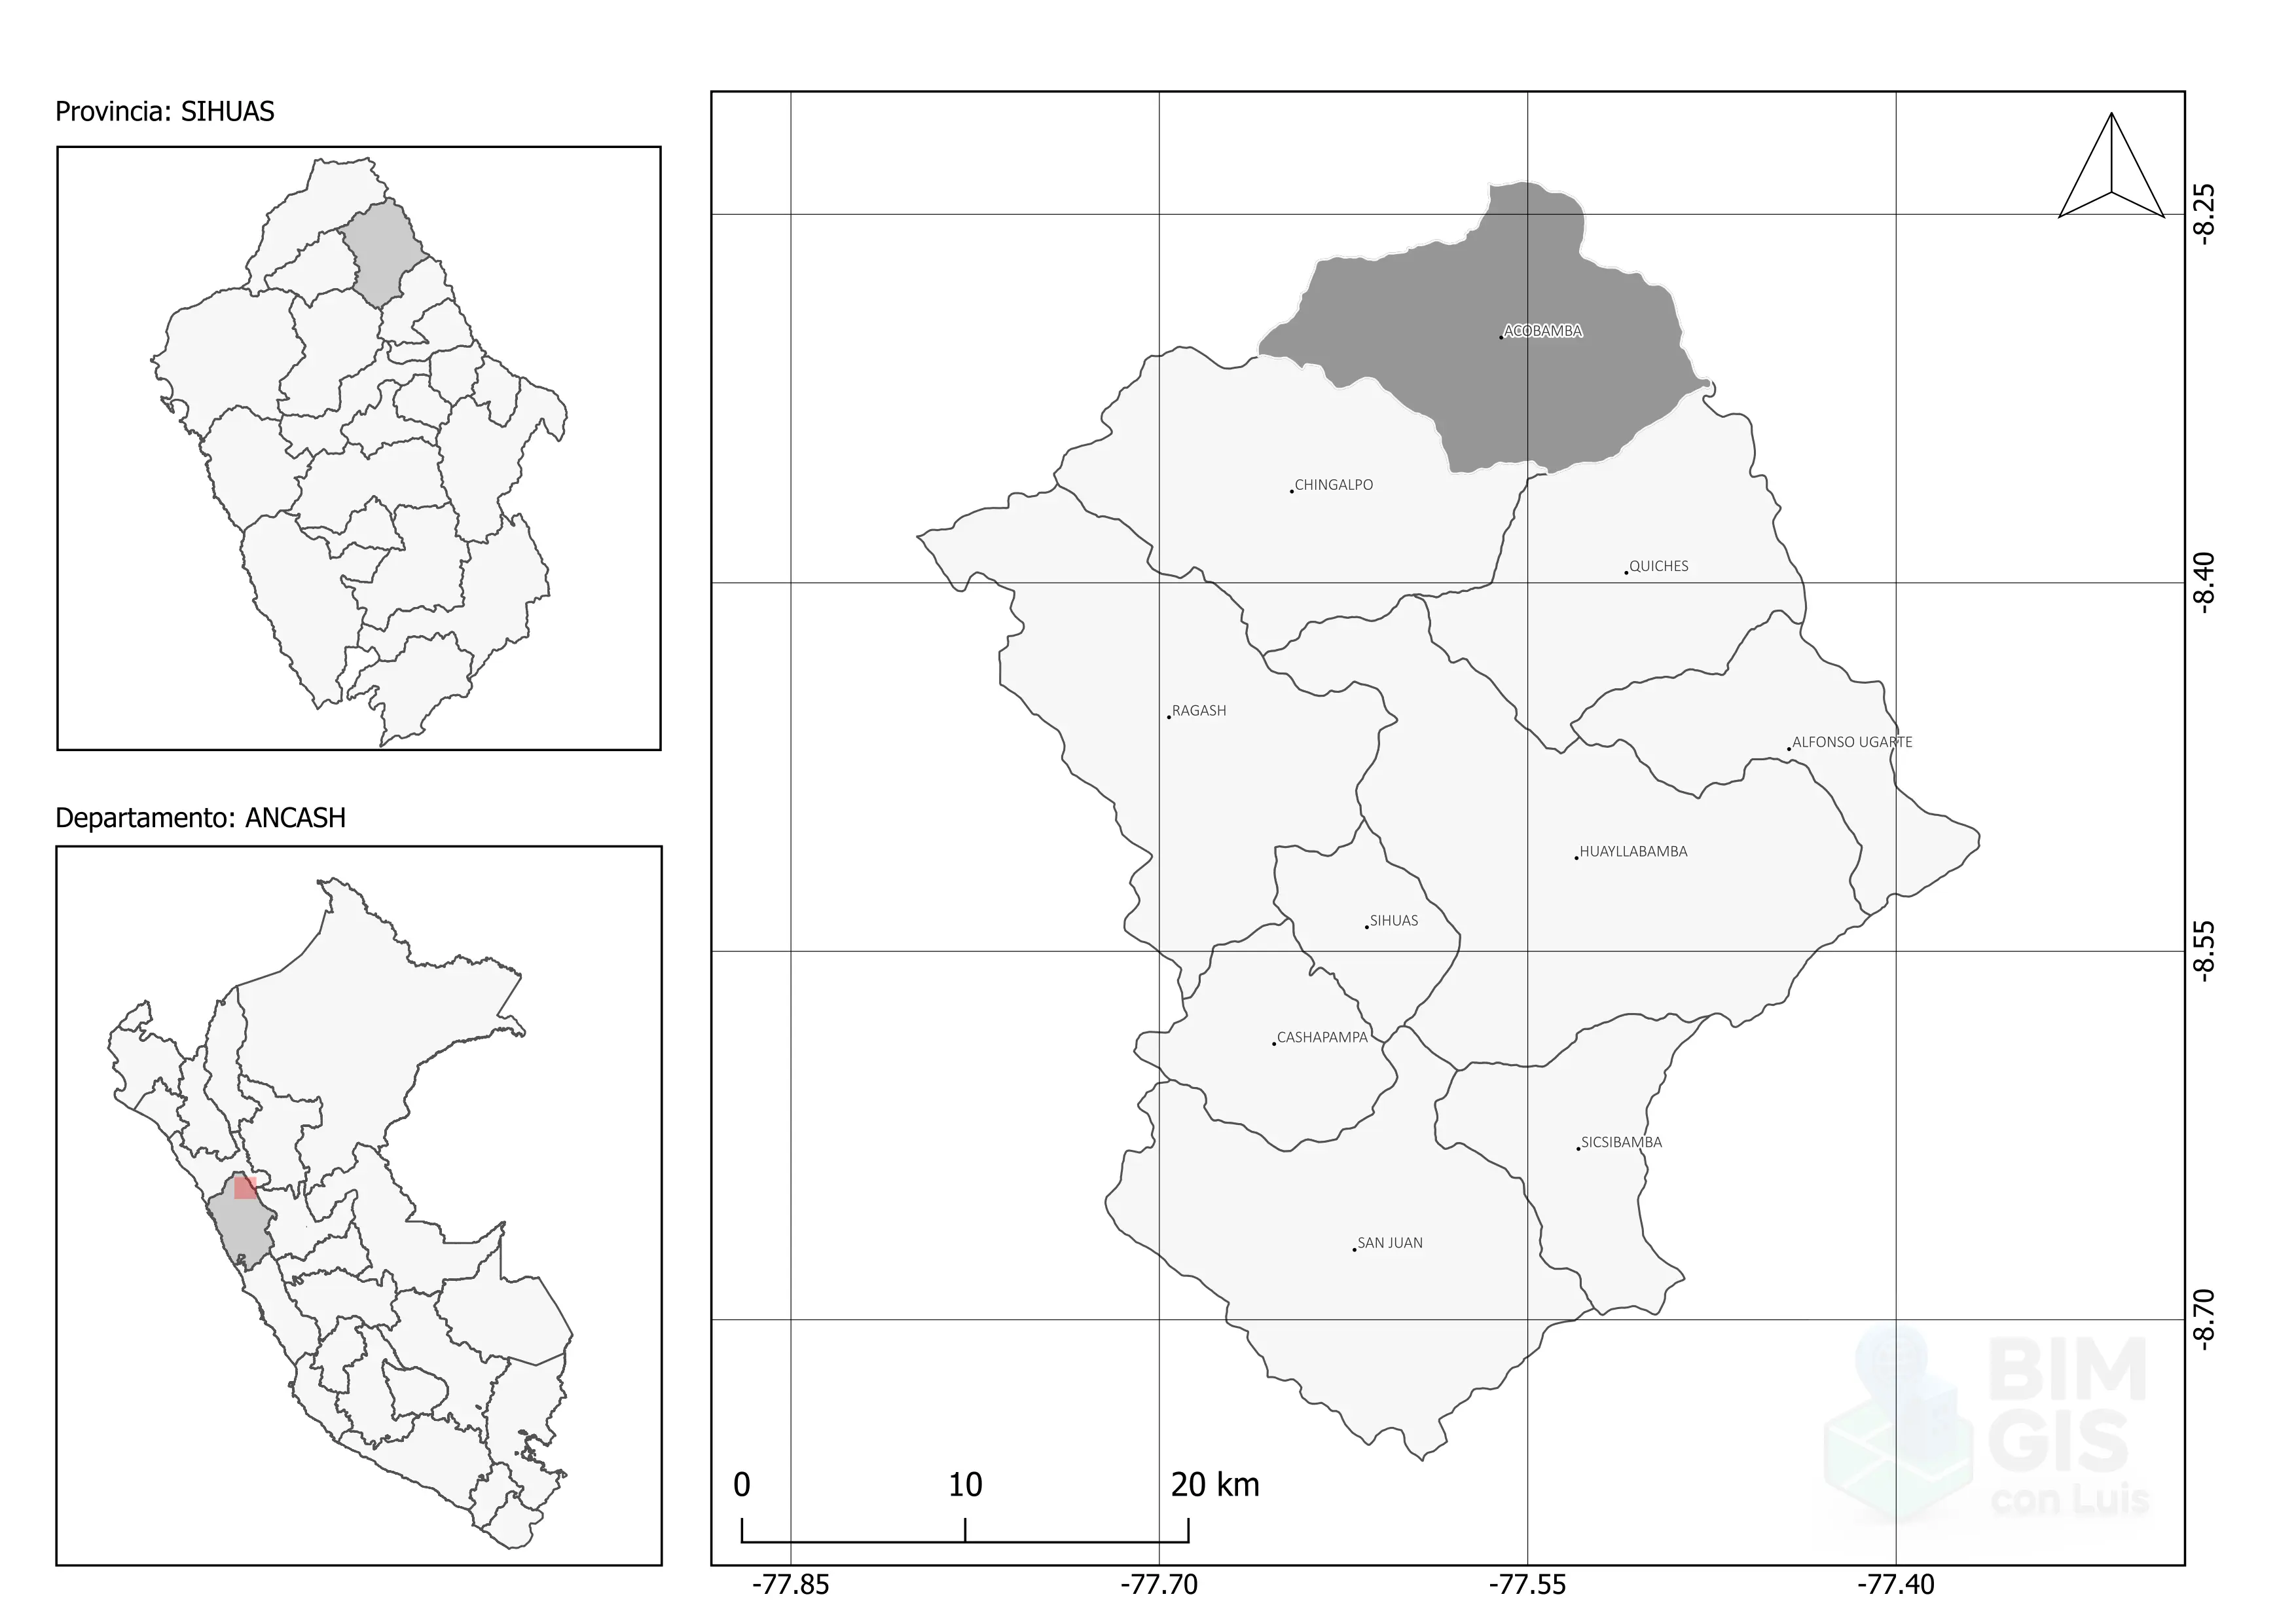 Provincia: SIHUAS
Departamento: ANCASH
ACOBAMBA
CHINGALPO
QUICHES
RAGASH
ALFONSO UGARTE
HUAYLLABAMBA
SIHUAS
CASHAPAMPA
SICSIBAMBA
SAN JUAN
-8.25
-8.40
-8.55
-8.70
0 10 20 km
-77.85 -77.70 -77.55 -77.40
BIM
GIS
con Luis